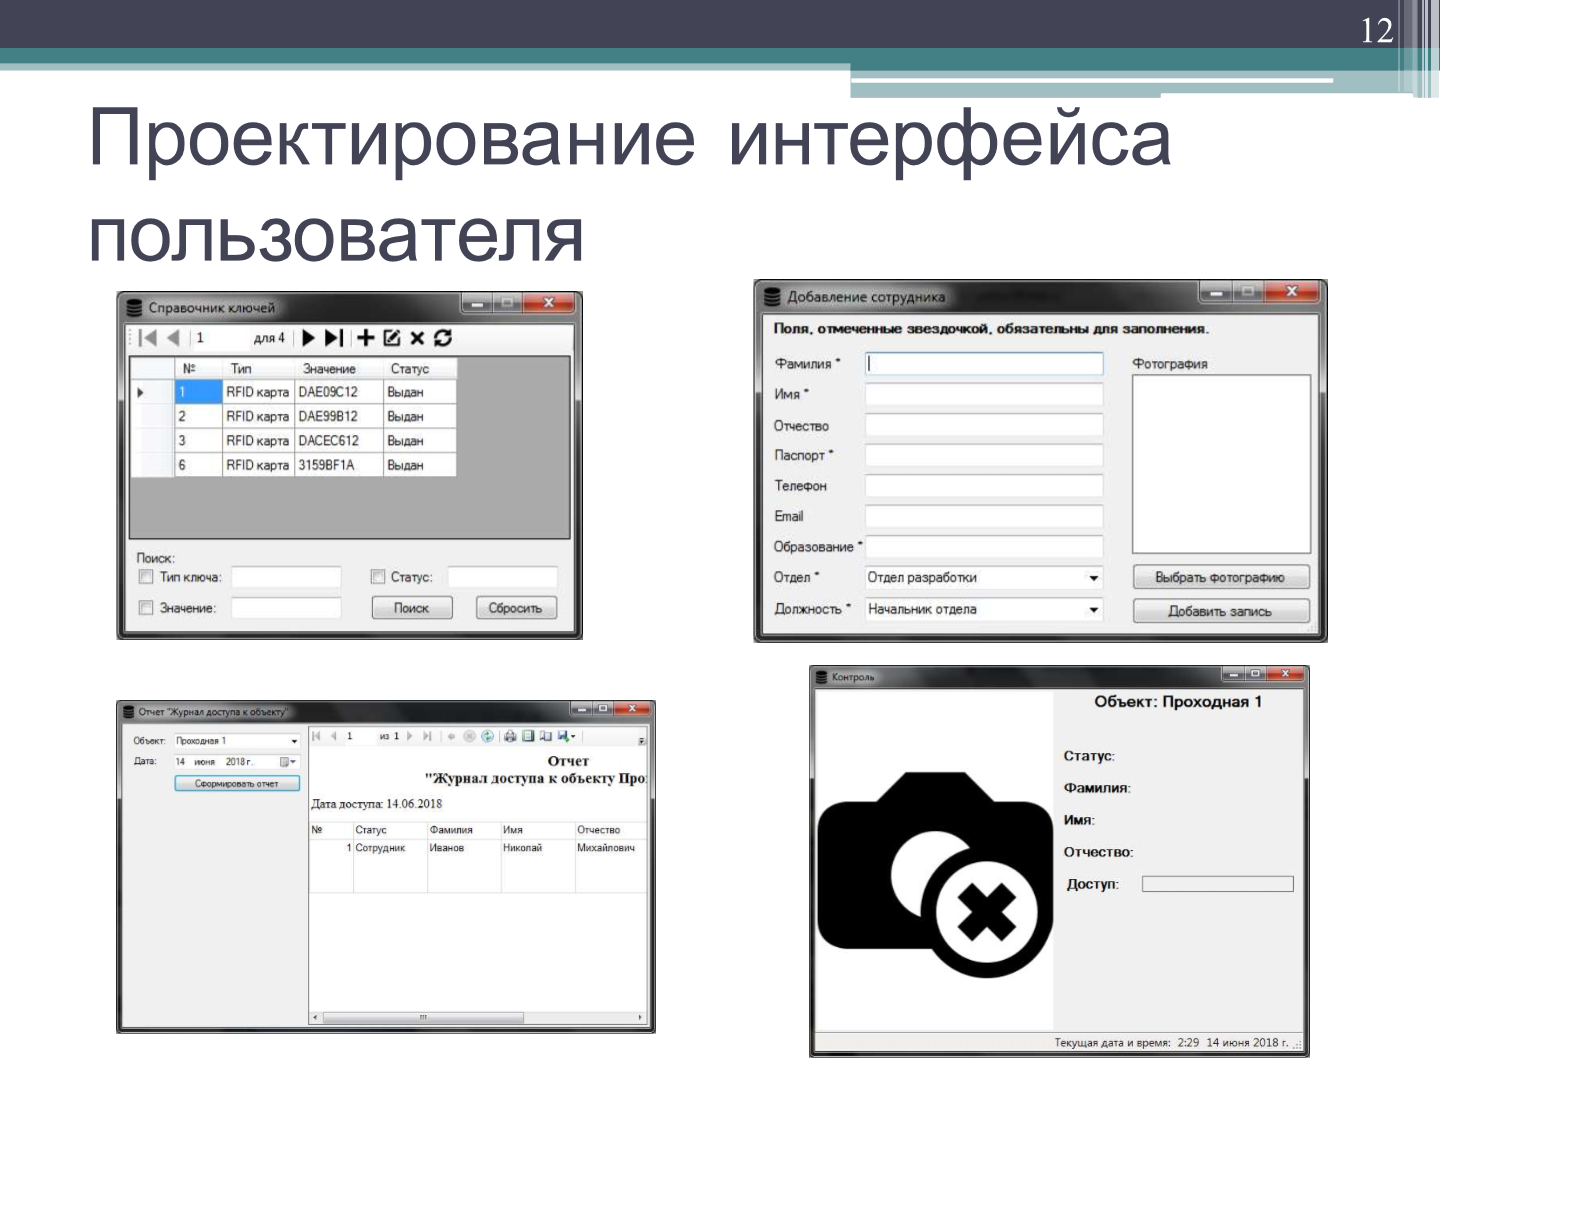 12
Проектирование интерфейса
пользователя
Справочник ключей
1 для 4
№ Тип Значение Статус
1 RFID карта DAE09C12 Выдан
2 RFID карта DAE99B12 Выдан
3 RFID карта DACEC612 Выдан
6 RFID карта 3159BF1A Выдан
Поиск:
Тип ключа: Статус:
Значение: Поиск Сбросить
Добавление сотрудника
Поля, отмеченные звездочкой, обязательны для заполнения.
Фамилия * Фотография
Имя *
Отчество
Паспорт *
Телефон
Email
Образование *
Отдел * Отдел разработки Выбрать фотографию
Должность * Начальник отдела Добавить запись
Отчет "Журнал доступа к объекту"
Объект: Проходная 1 1 из 1
Дата: 14 июня 2018 г.
Сформировать отчет
Отчет
"Журнал доступа к объекту Про
Дата доступа: 14.06.2018
№ Статус Фамилия Имя Отчество
1 Сотрудник Иванов Николай Михайлович
Контроль
Объект: Проходная 1
Статус:
Фамилия:
Имя:
Отчество:
Доступ:
Текущая дата и время: 2:29 14 июня 2018 г.